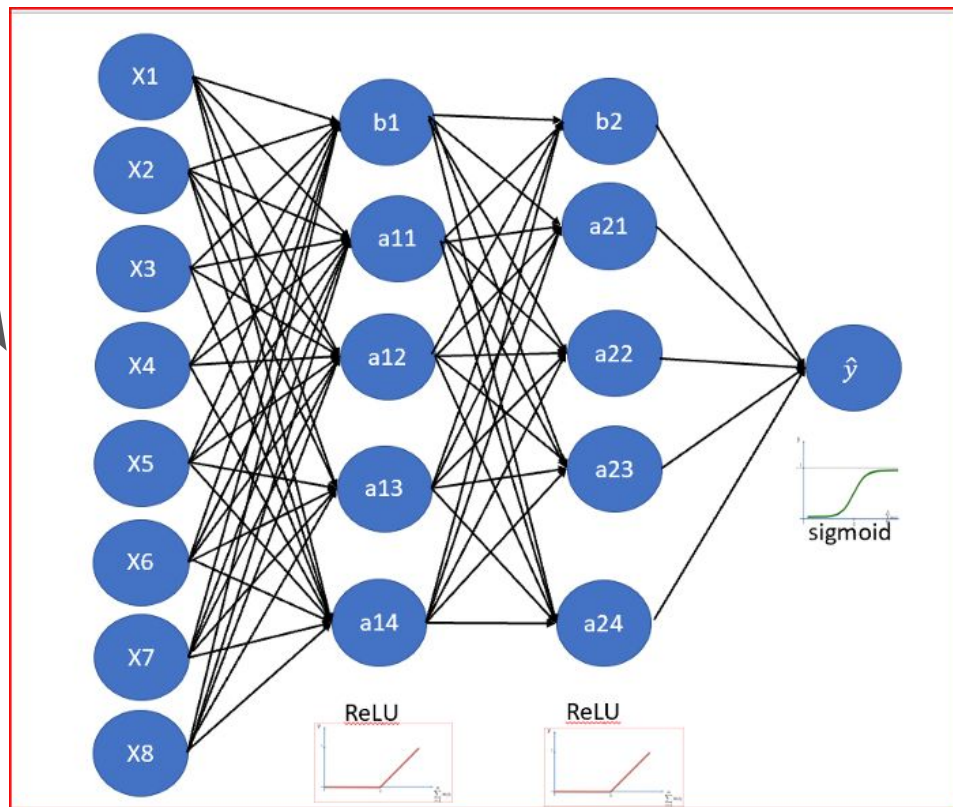 X1
X2
X3
X4
X5
X6
X7
X8
b1
a11
a12
a13
a14
ReLU
b2
a21
a22
a23
a24
ReLU
ŷ
sigmoid